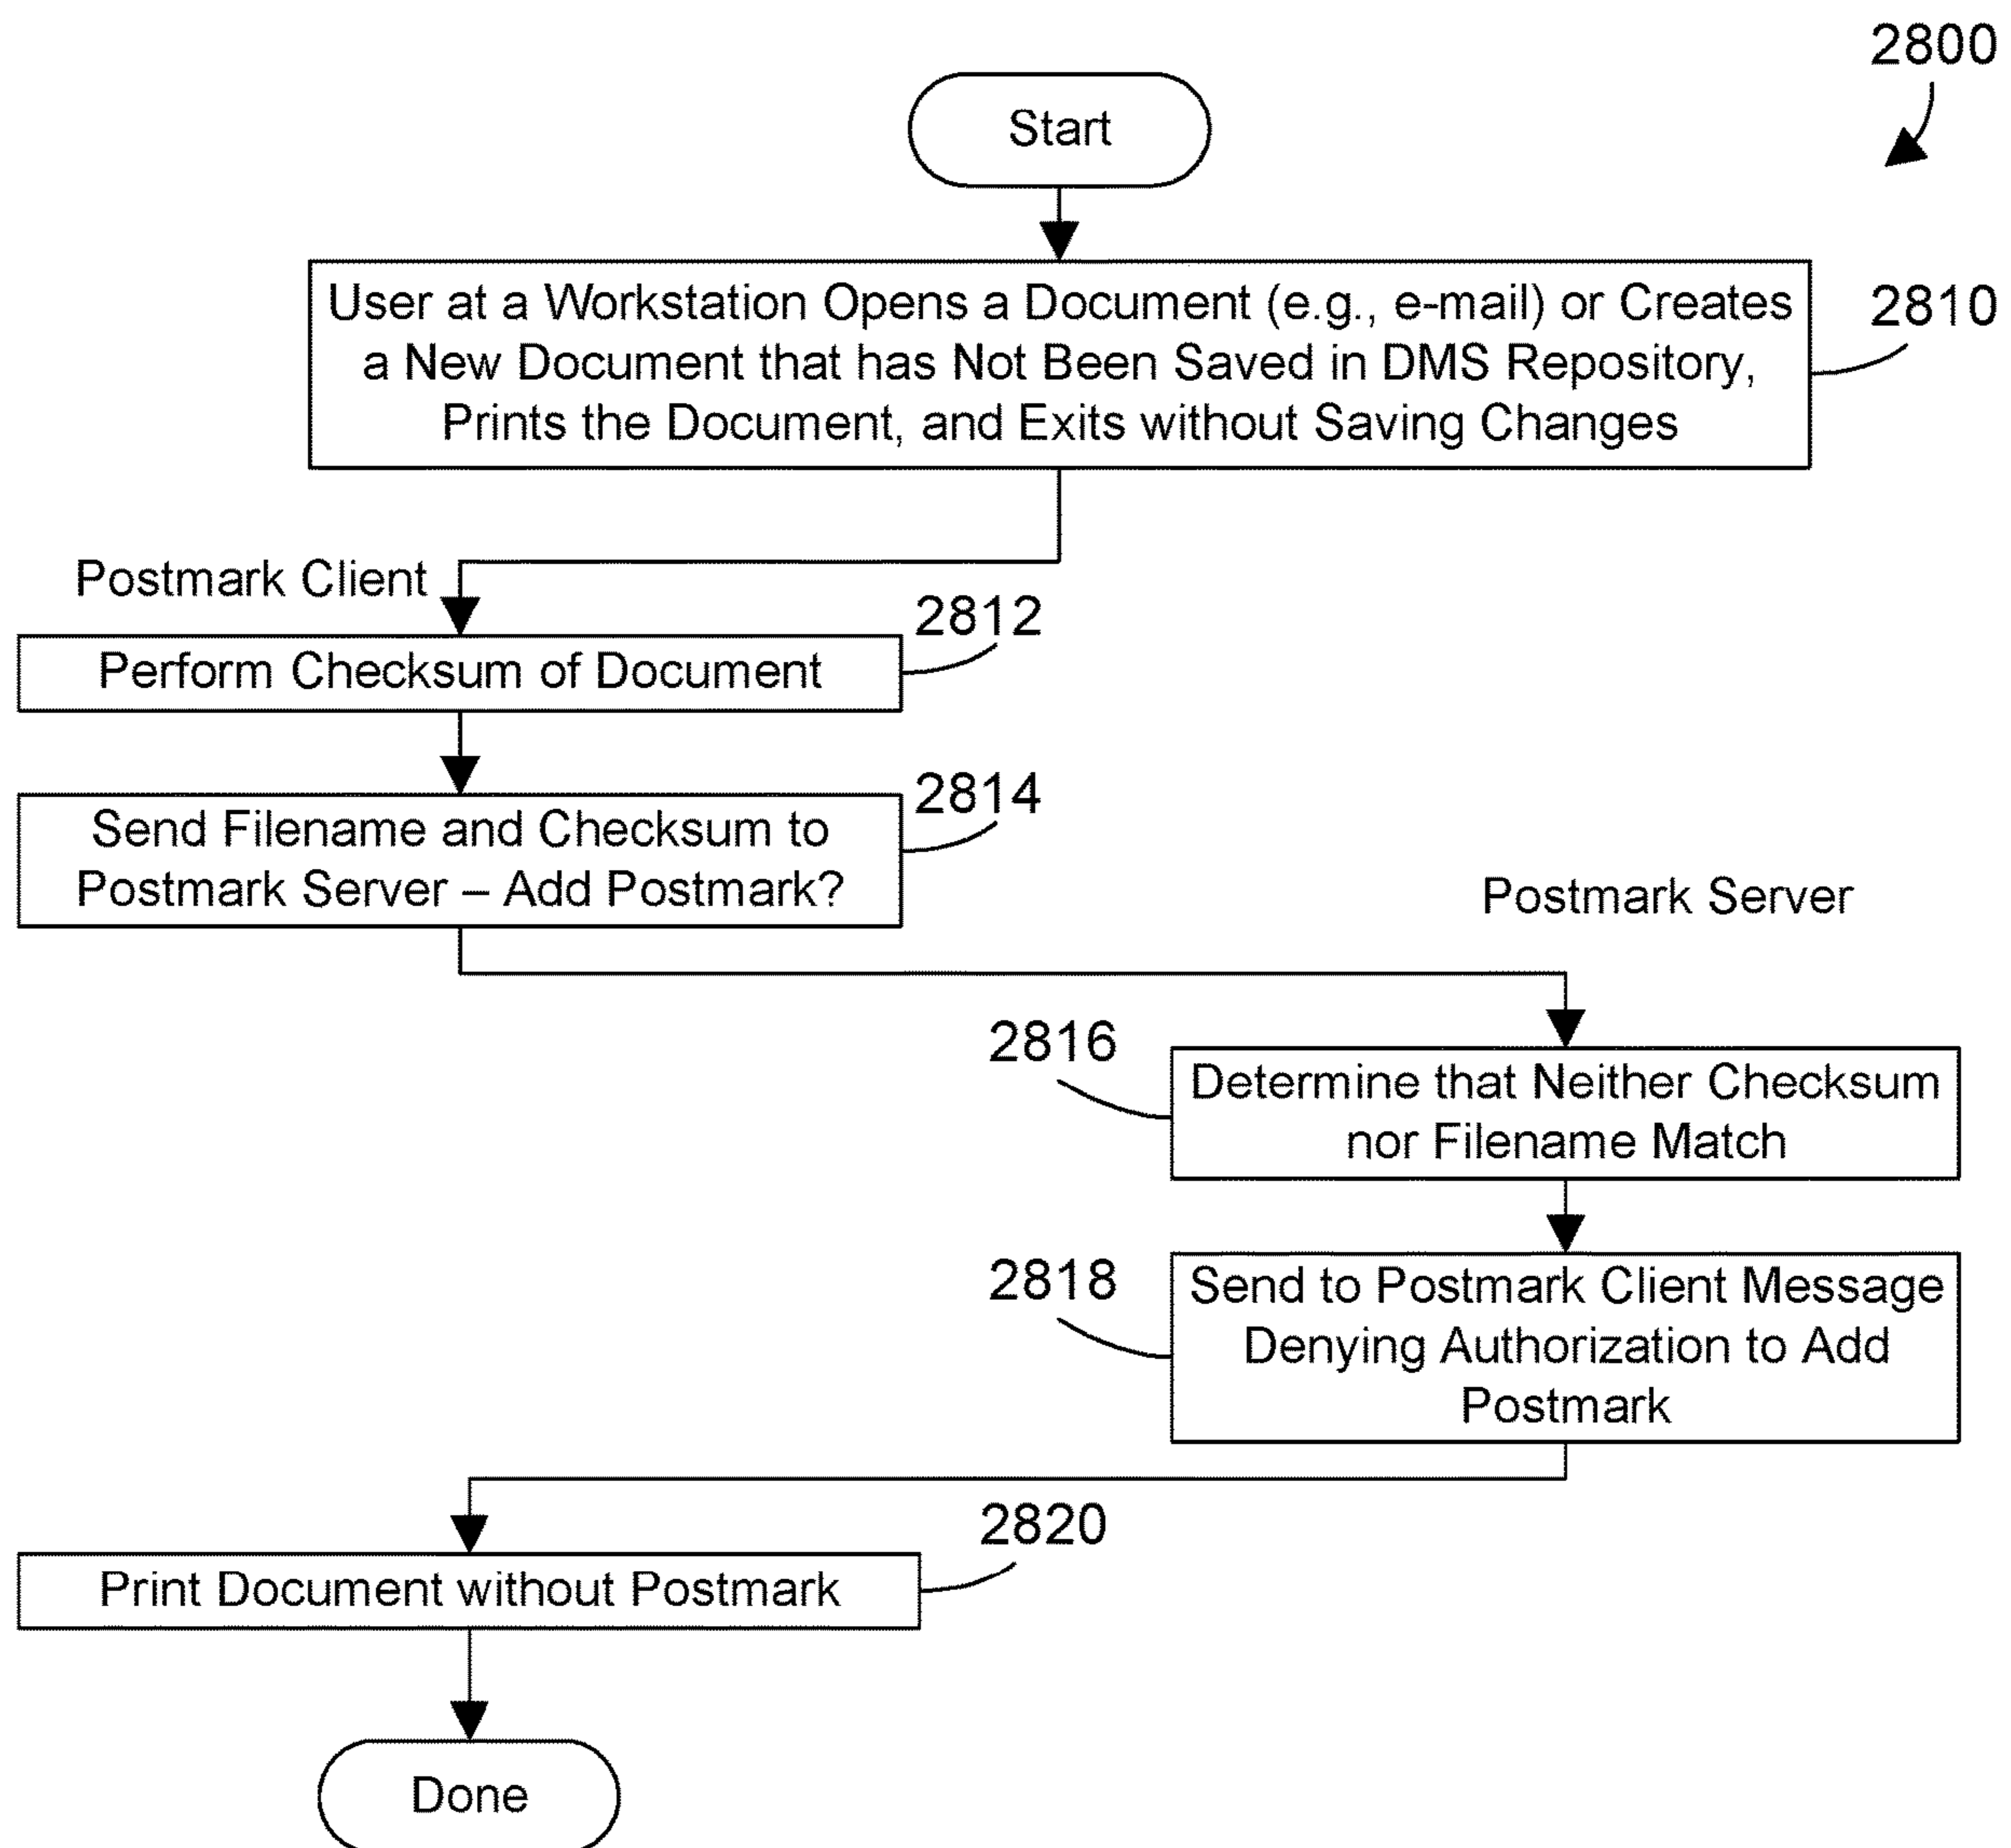 2800
Start
User at a Workstation Opens a Document (e.g., e-mail) or Creates
a New Document that has Not Been Saved in DMS Repository,
Prints the Document, and Exits without Saving Changes
2810
Postmark Client
2812
Perform Checksum of Document
2814
Send Filename and Checksum to
Postmark Server – Add Postmark?
Postmark Server
2816
Determine that Neither Checksum
nor Filename Match
2818
Send to Postmark Client Message
Denying Authorization to Add
Postmark
2820
Print Document without Postmark
Done